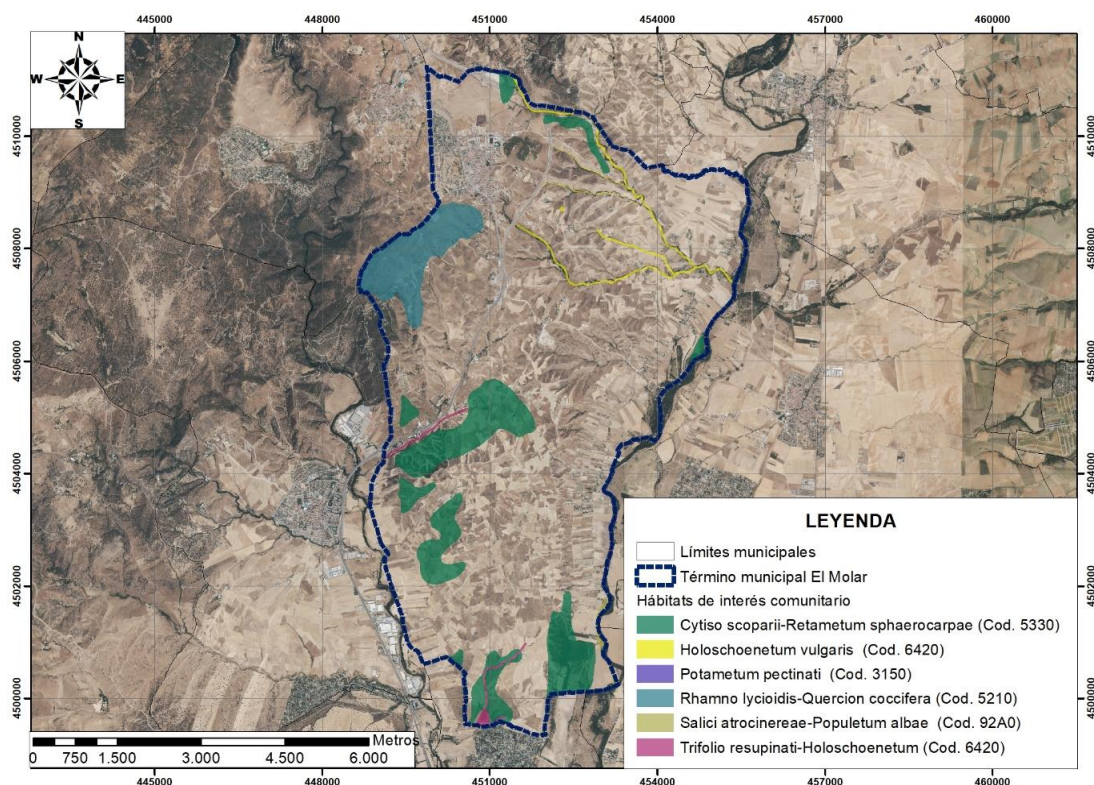 445000 448000 451000 454000 457000 460000
N
W E
S
4510000 4510000
4508000 4508000
4506000 4506000
4504000 4504000
4502000 4502000
4500000 4500000
LEYENDA
Límites municipales
Término municipal El Molar
Hábitats de interés comunitario
Cytiso scoparii-Retametum sphaerocarpae (Cod. 5330)
Holoschoenetum vulgaris (Cod. 6420)
Potametum pectinati (Cod. 3150)
Rhamno lycioidis-Quercion coccifera (Cod. 5210)
Salici atrocinereae-Populetum albae (Cod. 92A0)
Trifolio resupinati-Holoschoenetum (Cod. 6420)
Metros
0 750 1.500 3.000 4.500 6.000
445000 448000 451000 454000 457000 460000